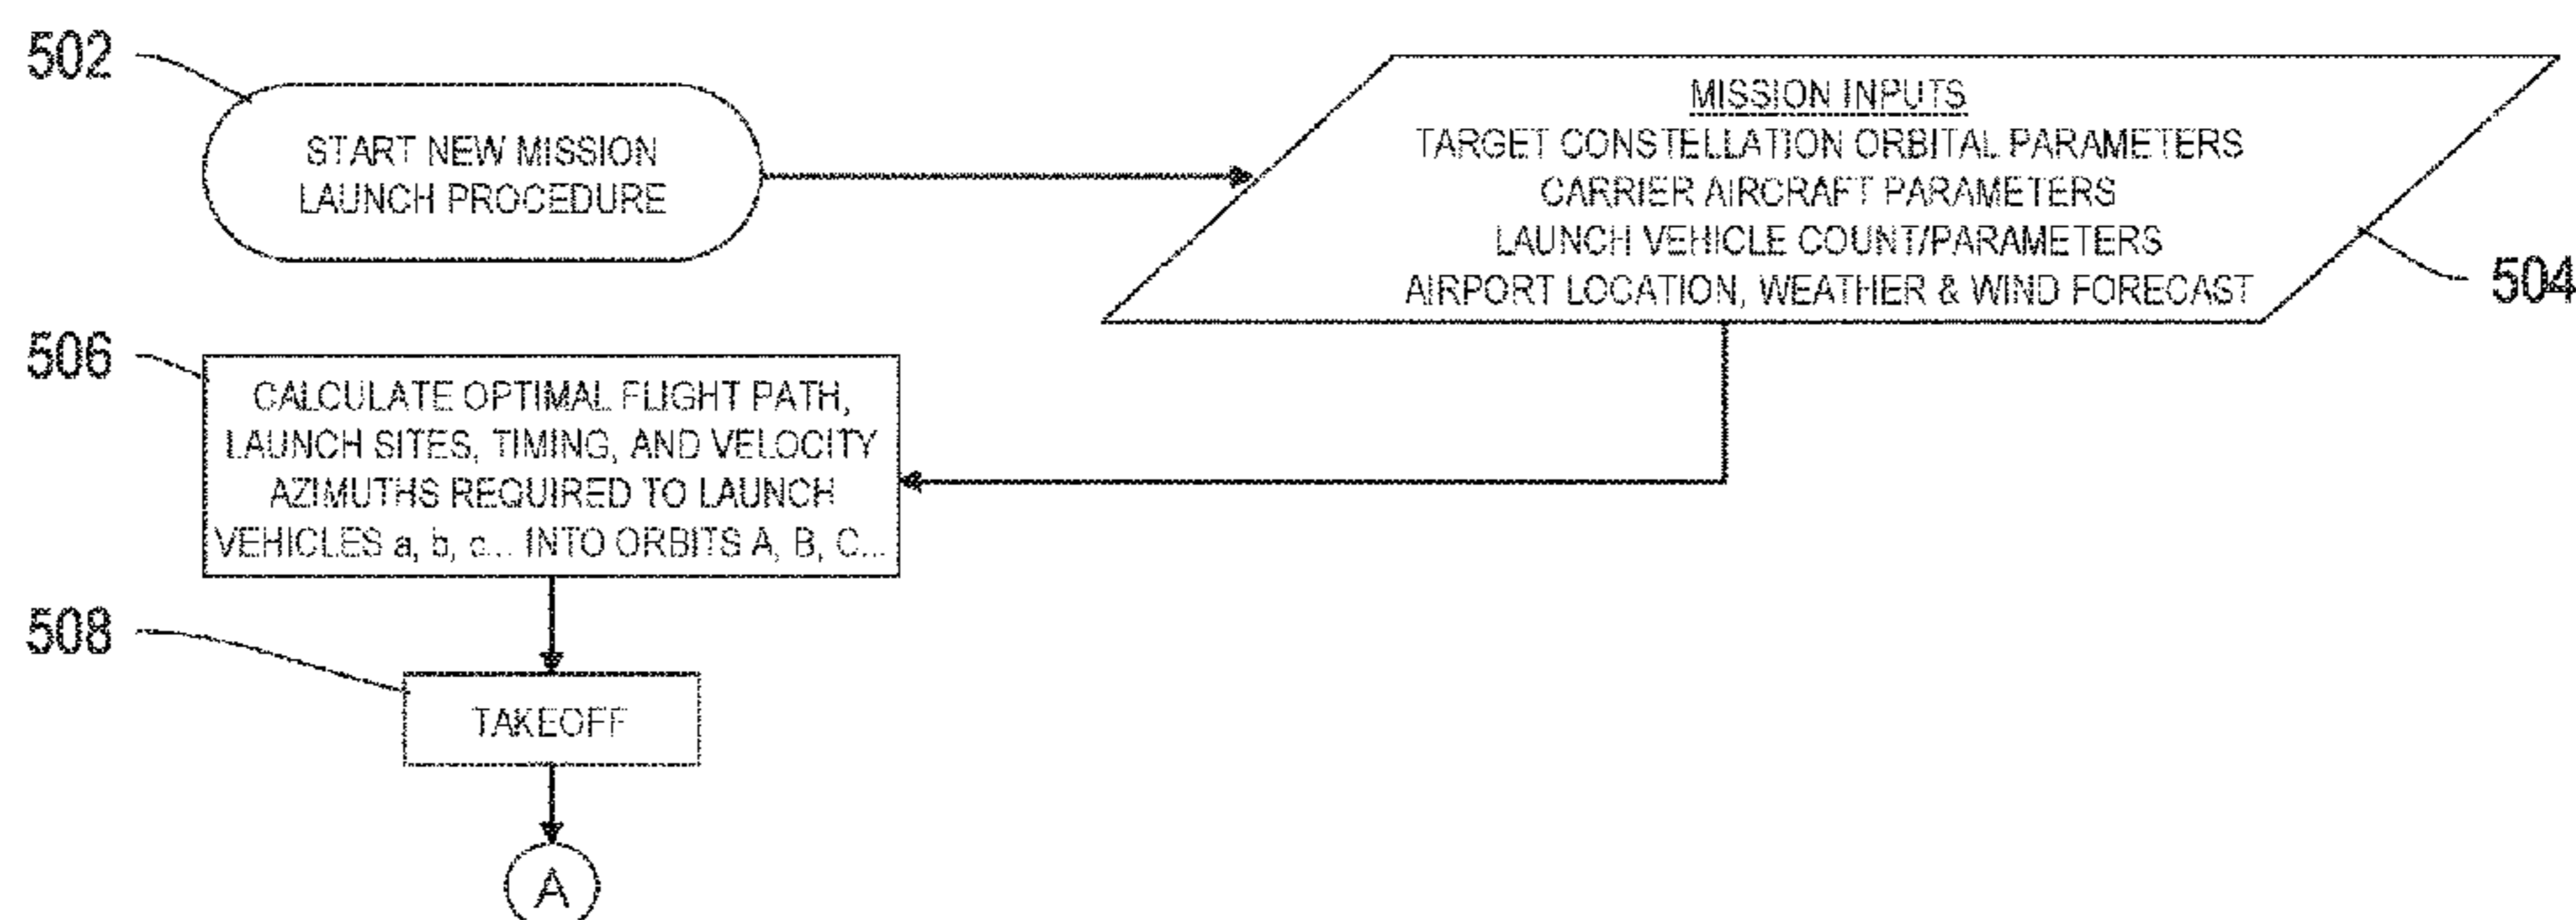 502
START NEW MISSION
LAUNCH PROCEDURE
MISSION INPUTS
TARGET CONSTELLATION ORBITAL PARAMETERS
CARRIER AIRCRAFT PARAMETERS
LAUNCH VEHICLE COUNT/PARAMETERS
AIRPORT LOCATION, WEATHER & WIND FORECAST
504
506
CALCULATE OPTIMAL FLIGHT PATH,
LAUNCH SITES, TIMING, AND VELOCITY
AZIMUTHS REQUIRED TO LAUNCH
VEHICLES a, b, c... INTO ORBITS A, B, C...
508
TAKEOFF
A